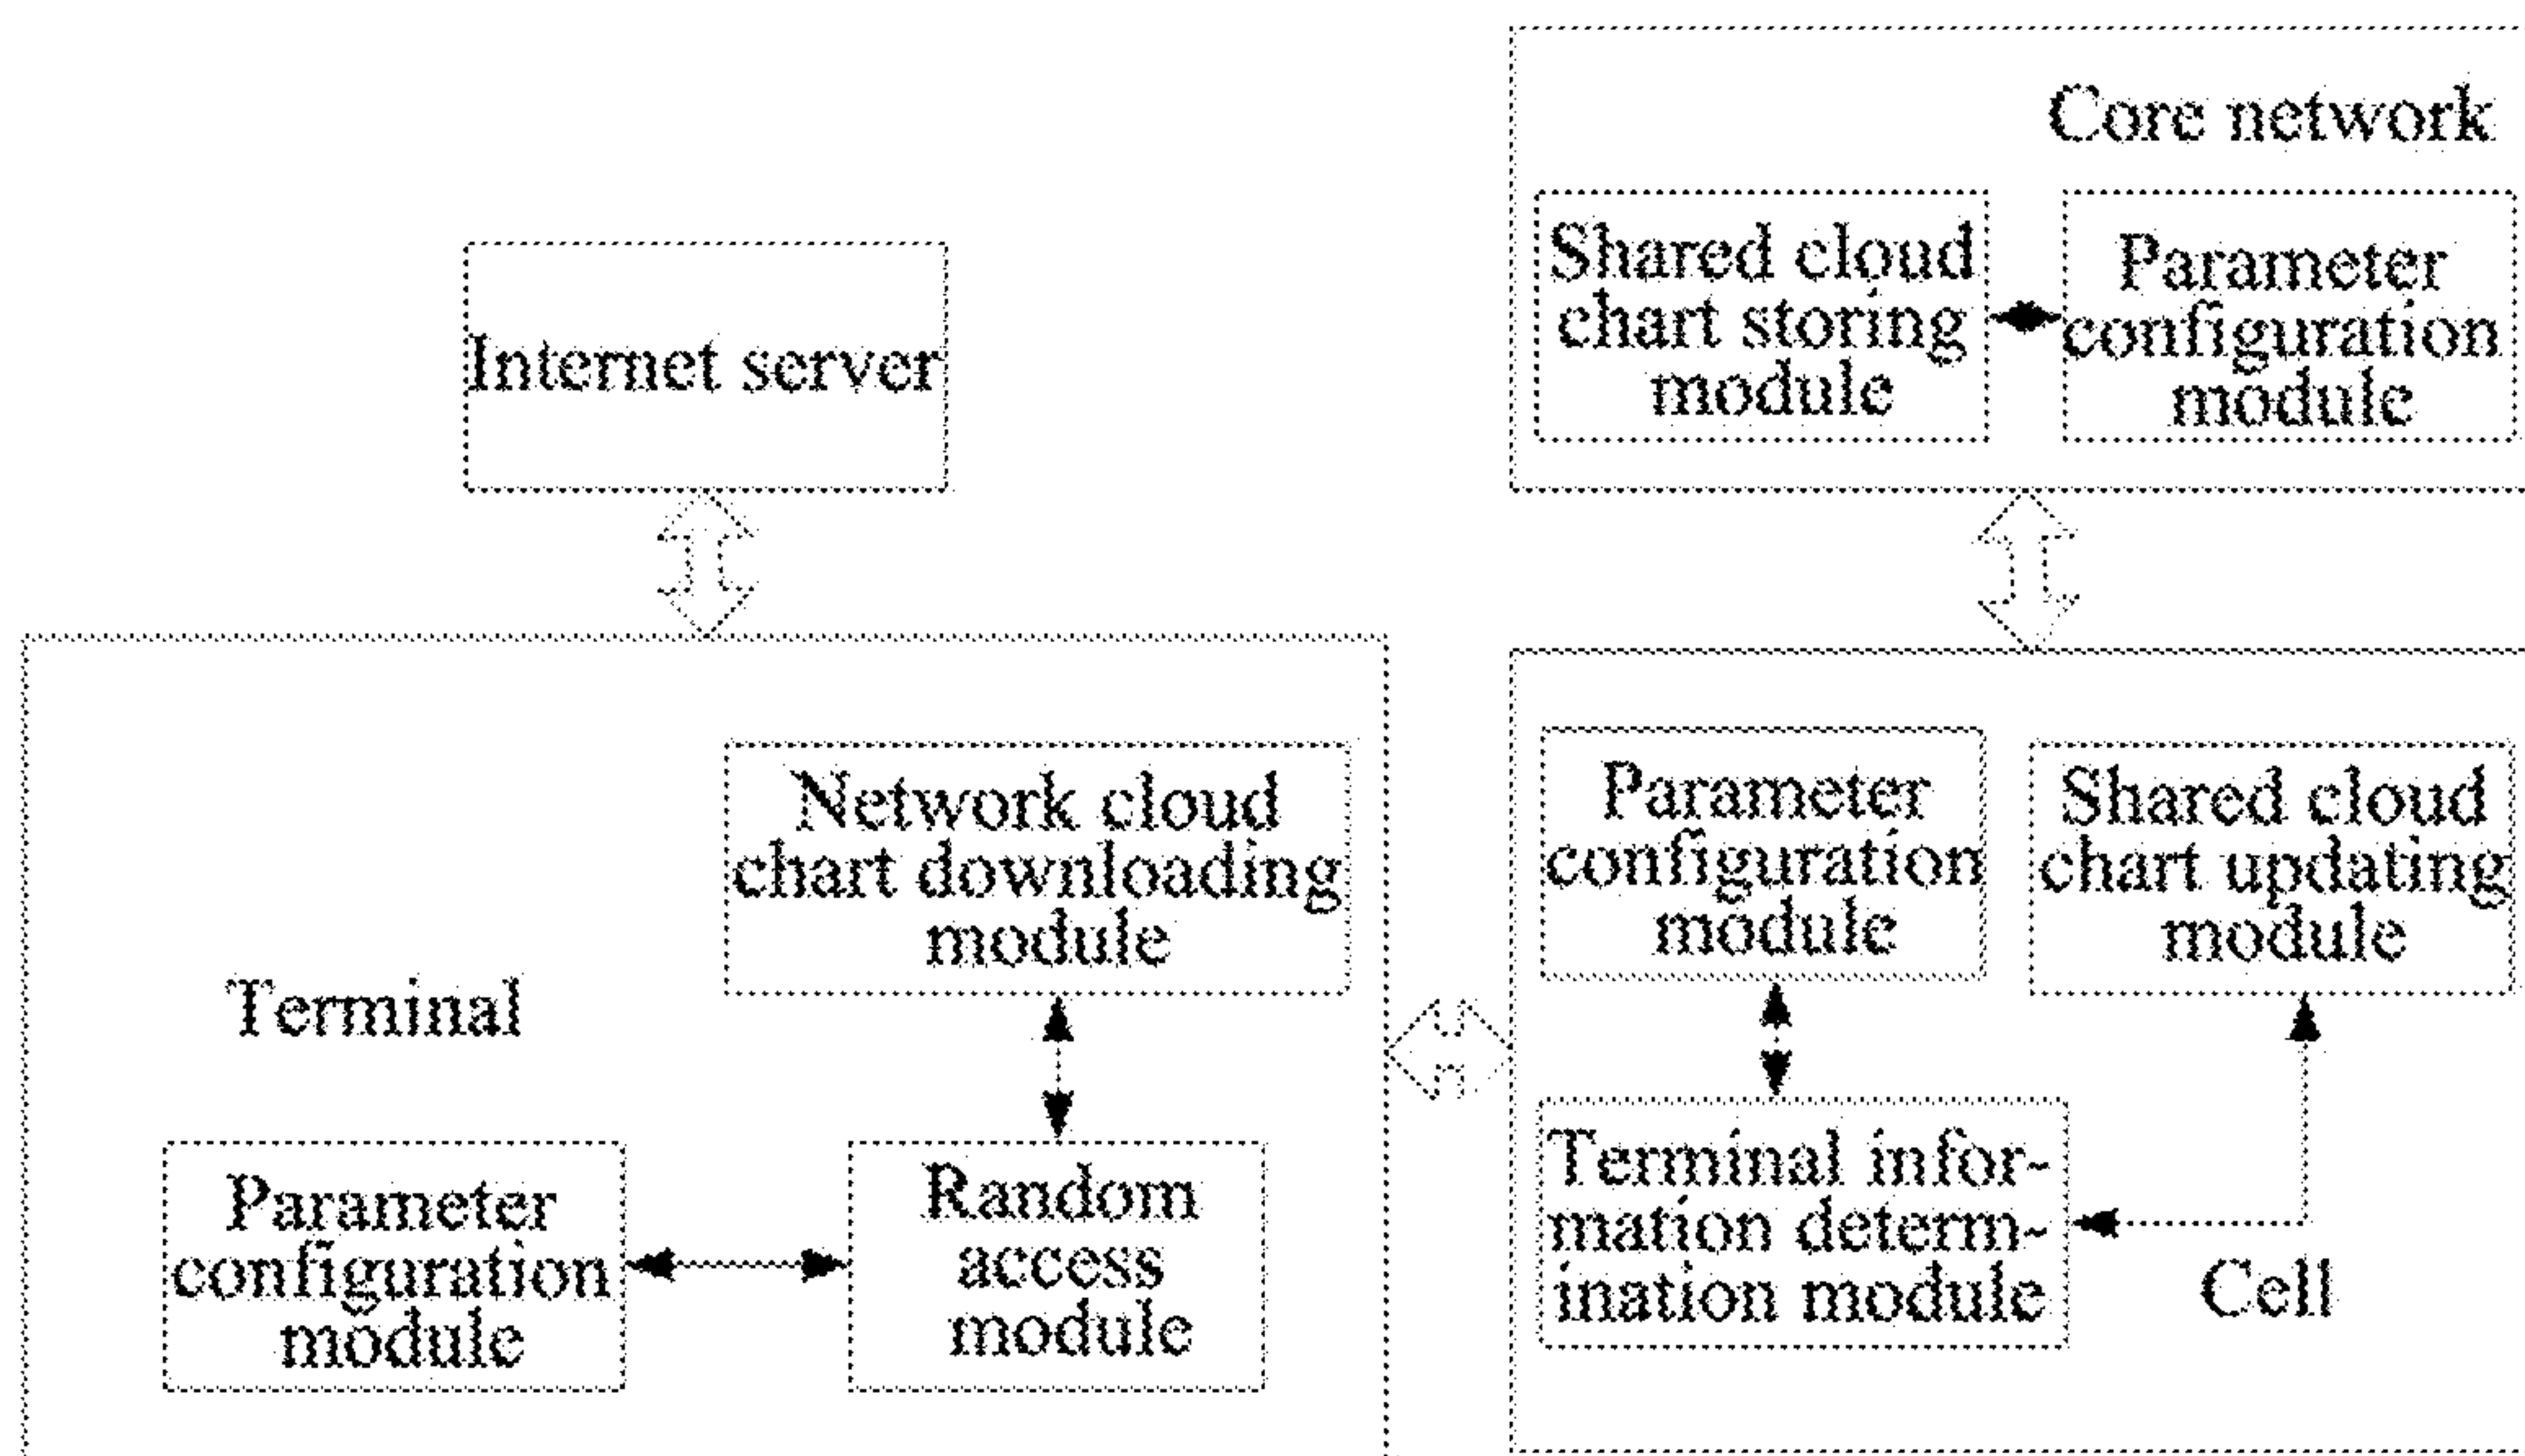 Core network
Shared cloud
chart storing
module
Parameter
configuration
module
Internet server
Network cloud
chart downloading
module
Terminal
Parameter
configuration
module
Random
access
module
Parameter
configuration
module
Shared cloud
chart updating
module
Terminal infor-
mation determ-
ination module
Cell